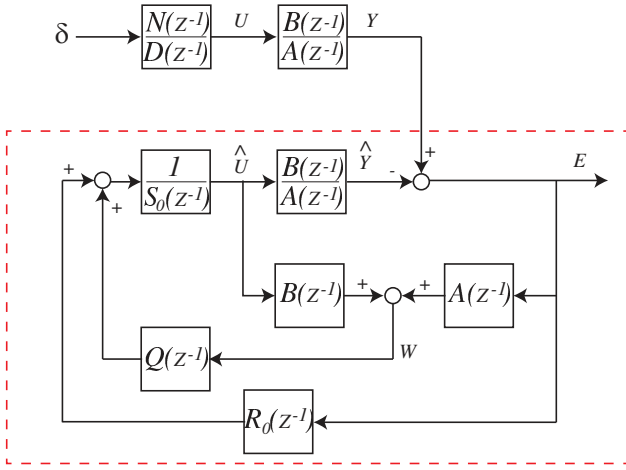 δ
N(z⁻¹)
D(z⁻¹)
U
B(z⁻¹)
A(z⁻¹)
Y
+
+
+
1
S₀(z⁻¹)
Û
B(z⁻¹)
A(z⁻¹)
Ŷ
-
E
B(z⁻¹)
+
+
A(z⁻¹)
Q(z⁻¹)
W
R₀(z⁻¹)